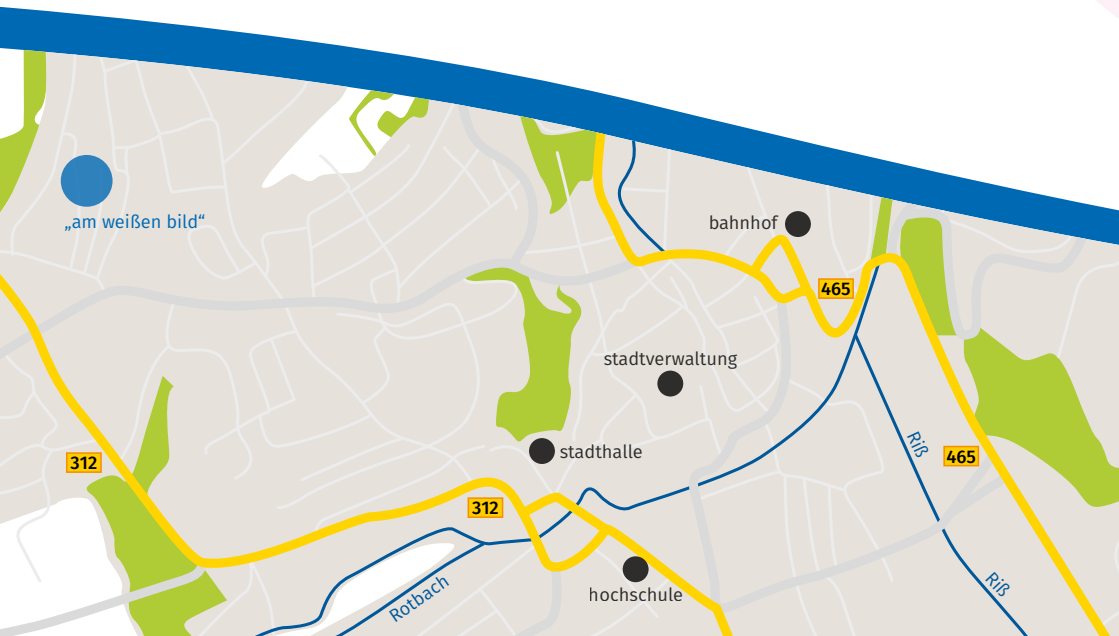 „am weißen bild“
bahnhof
465
stadtverwaltung
stadthalle
312
Riß
465
312
Rotbach
hochschule
Riß